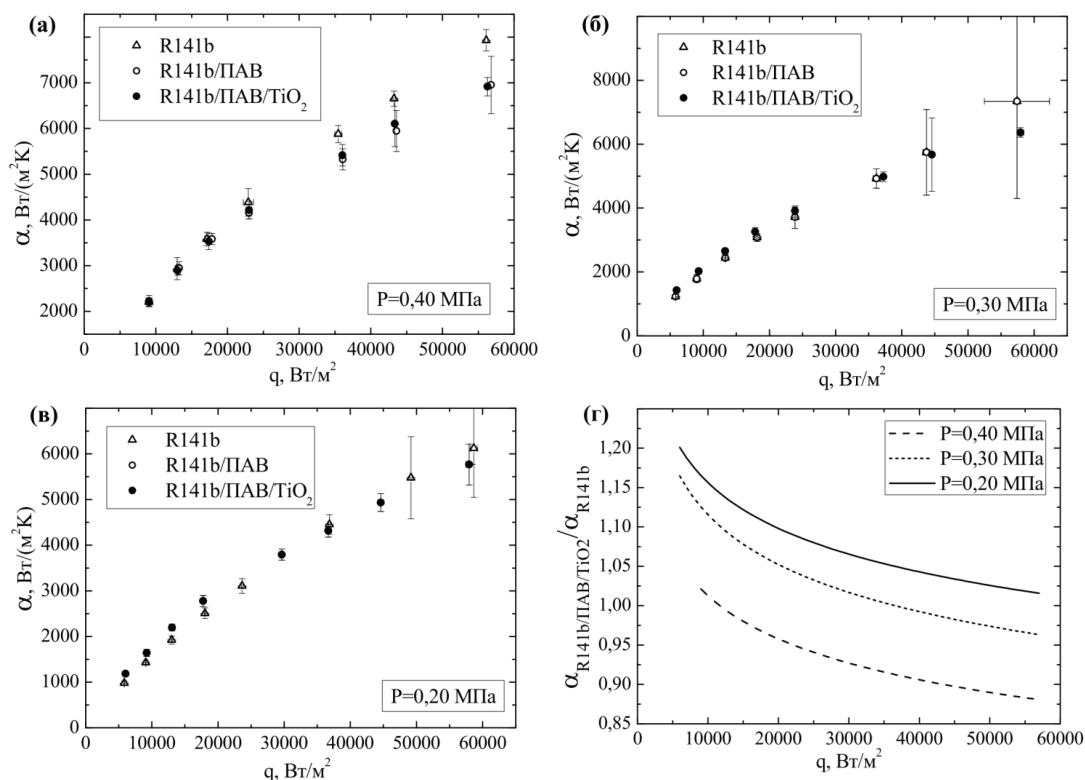 (а)
R141b
R141b/ПАВ
R141b/ПАВ/TiO2
7000
6000
5000
4000
3000
2000
α, Вт/(м²К)
P=0,40 МПа
0 10000 20000 30000 40000 50000 60000
q, Вт/м²
(б)
R141b
R141b/ПАВ
R141b/ПАВ/TiO2
8000
6000
4000
2000
0
α, Вт/(м²К)
P=0,30 МПа
0 10000 20000 30000 40000 50000 60000
q, Вт/м²
(в)
R141b
R141b/ПАВ
R141b/ПАВ/TiO2
6000
5000
4000
3000
2000
1000
0
α, Вт/(м²К)
P=0,20 МПа
0 10000 20000 30000 40000 50000 60000
q, Вт/м²
(г)
P=0,40 МПа
P=0,30 МПа
P=0,20 МПа
1,20
1,15
1,10
1,05
1,00
0,95
0,90
0,85
αR141b/ПАВ/TiO2/αR141b
0 10000 20000 30000 40000 50000 60000
q, Вт/м²